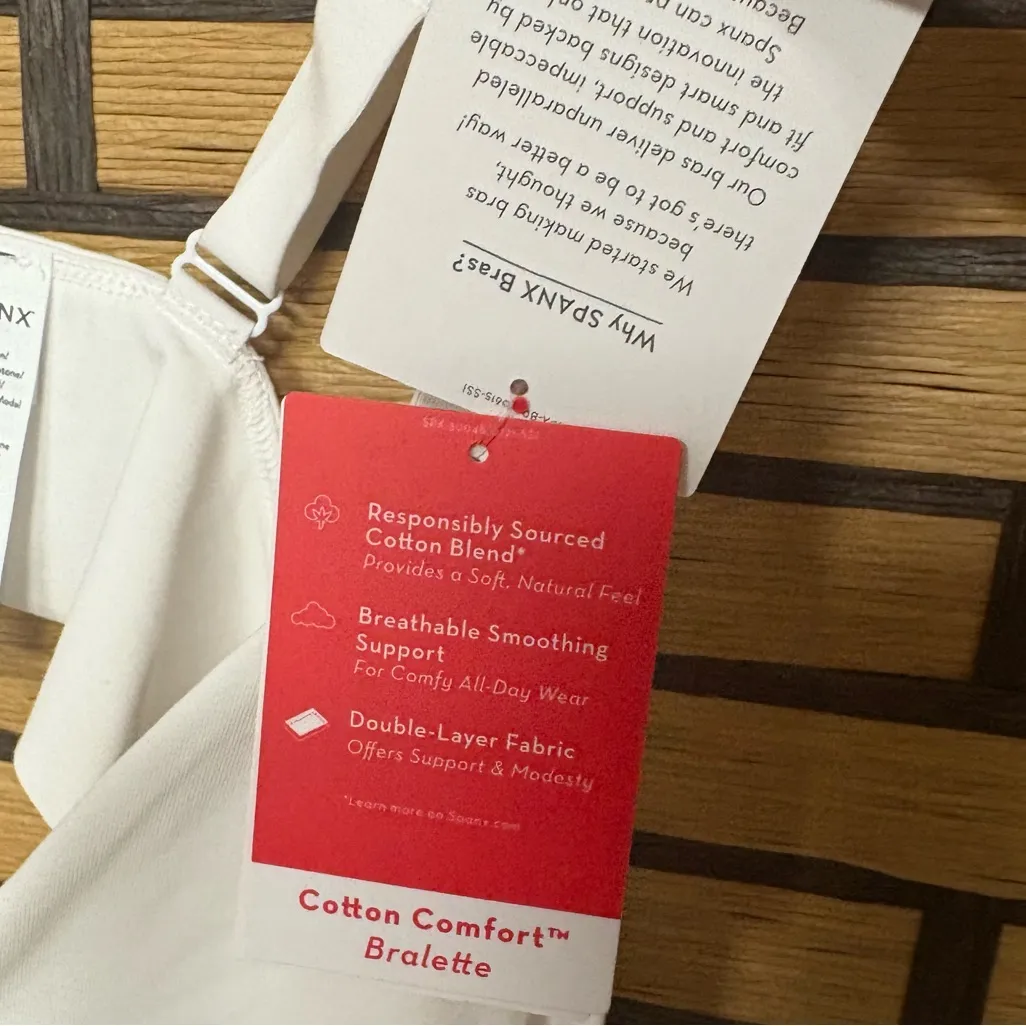 Why SPANX Bras?
We started making bras
because we thought,
there's got to be a better way!
Our bras deliver unparalleled
comfort and support, impeccable
fit and smart designs backed by
the innovation that
Spanx can
Because
NX
Responsibly Sourced
Cotton Blend*
Provides a Soft, Natural Feel
Breathable Smoothing
Support
For Comfy All-Day Wear
Double-Layer Fabric
Offers Support & Modesty
*Learn more on Spanx.com
Cotton Comfort™
Bralette